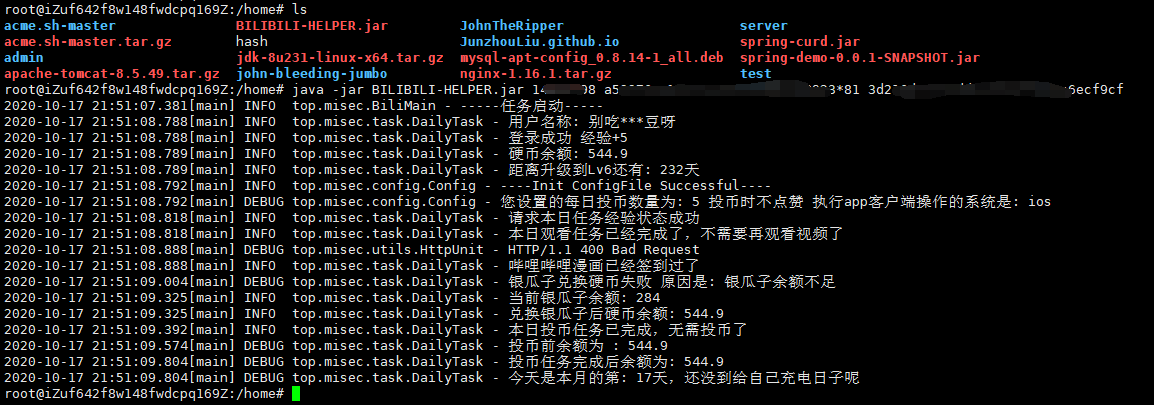 root@iZuf642f8w148fwdcpq169Z:/home# ls
acme.sh-master BILIBILI-HELPER.jar JohnTheRipper server
acme.sh-master.tar.gz hash JunzhouLiu.github.io spring-curd.jar
admin jdk-8u231-linux-x64.tar.gz mysql-apt-config_0.8.14-1_all.deb spring-demo-0.0.1-SNAPSHOT.jar
apache-tomcat-8.5.49.tar.gz john-bleeding-jumbo nginx-1.16.1.tar.gz test
root@iZuf642f8w148fwdcpq169Z:/home# java -jar BILIBILI-HELPER.jar
2020-10-17 21:51:07.381[main] INFO top.misec.BiliMain - -----任务启动-----
2020-10-17 21:51:08.788[main] INFO top.misec.task.DailyTask - 用户名称: 别吃***豆呀
2020-10-17 21:51:08.789[main] INFO top.misec.task.DailyTask - 登录成功 经验+5
2020-10-17 21:51:08.789[main] INFO top.misec.task.DailyTask - 硬币余额: 544.9
2020-10-17 21:51:08.789[main] INFO top.misec.task.DailyTask - 距离升级到Lv6还有: 232天
2020-10-17 21:51:08.792[main] INFO top.misec.config.Config - ----Init ConfigFile Successful----
2020-10-17 21:51:08.792[main] DEBUG top.misec.config.Config - 您设置的每日投币数量为: 5 投币时不点赞 执行app客户端操作的系统是: ios
2020-10-17 21:51:08.818[main] INFO top.misec.task.DailyTask - 请求本日任务经验状态成功
2020-10-17 21:51:08.818[main] INFO top.misec.task.DailyTask - 本日观看任务已经完成了，不需要再观看视频了
2020-10-17 21:51:08.888[main] DEBUG top.misec.utils.HttpUnit - HTTP/1.1 400 Bad Request
2020-10-17 21:51:08.888[main] INFO top.misec.task.DailyTask - 哔哩哔哩漫画已经签到过了
2020-10-17 21:51:09.004[main] DEBUG top.misec.task.DailyTask - 银瓜子兑换硬币失败 原因是: 银瓜子余额不足
2020-10-17 21:51:09.325[main] INFO top.misec.task.DailyTask - 当前银瓜子余额: 284
2020-10-17 21:51:09.325[main] INFO top.misec.task.DailyTask - 兑换银瓜子后硬币余额: 544.9
2020-10-17 21:51:09.392[main] INFO top.misec.task.DailyTask - 本日投币任务已完成，无需投币了
2020-10-17 21:51:09.574[main] DEBUG top.misec.task.DailyTask - 投币前余额为 : 544.9
2020-10-17 21:51:09.804[main] DEBUG top.misec.task.DailyTask - 投币任务完成后余额为: 544.9
2020-10-17 21:51:09.804[main] DEBUG top.misec.task.DailyTask - 今天是本月的第: 17天，还没到给自己充电日子呢
root@iZuf642f8w148fwdcpq169Z:/home#